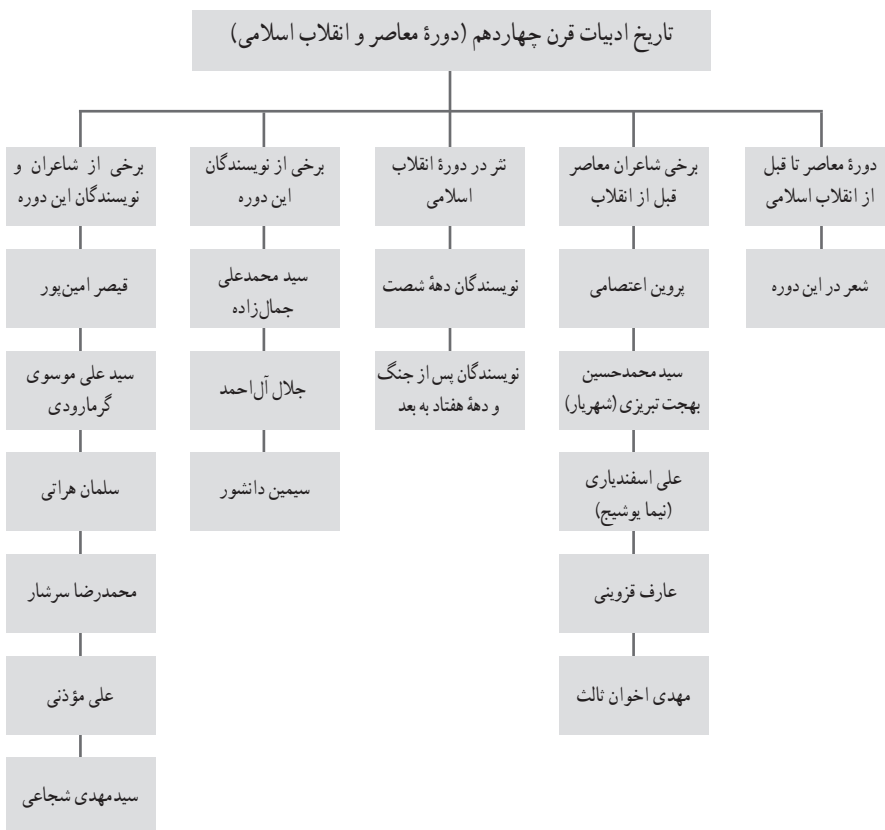 تاریخ ادبیات قرن چهاردهم (دورهٔ معاصر و انقلاب اسلامی)
دورهٔ معاصر تا قبل
از انقلاب اسلامی
شعر در این دوره
برخی شاعران معاصر
قبل از انقلاب
پروین اعتصامی
سید محمدحسین
بهجت تبریزی (شهریار)
علی اسفندیاری
(نیما یوشیج)
عارف قزوینی
مهدی اخوان ثالث
نثر در دورهٔ انقلاب
اسلامی
نویسندگان دههٔ شصت
نویسندگان پس از جنگ
و دههٔ هفتاد به بعد
برخی از نویسندگان
این دوره
سید محمدعلی
جمال‌زاده
جلال آل‌احمد
سیمین دانشور
برخی از شاعران و
نویسندگان این دوره
قیصر امین‌پور
سید علی موسوی
گرمارودی
سلمان هراتی
محمدرضا سرشار
علی مؤذنی
سیدمهدی شجاعی